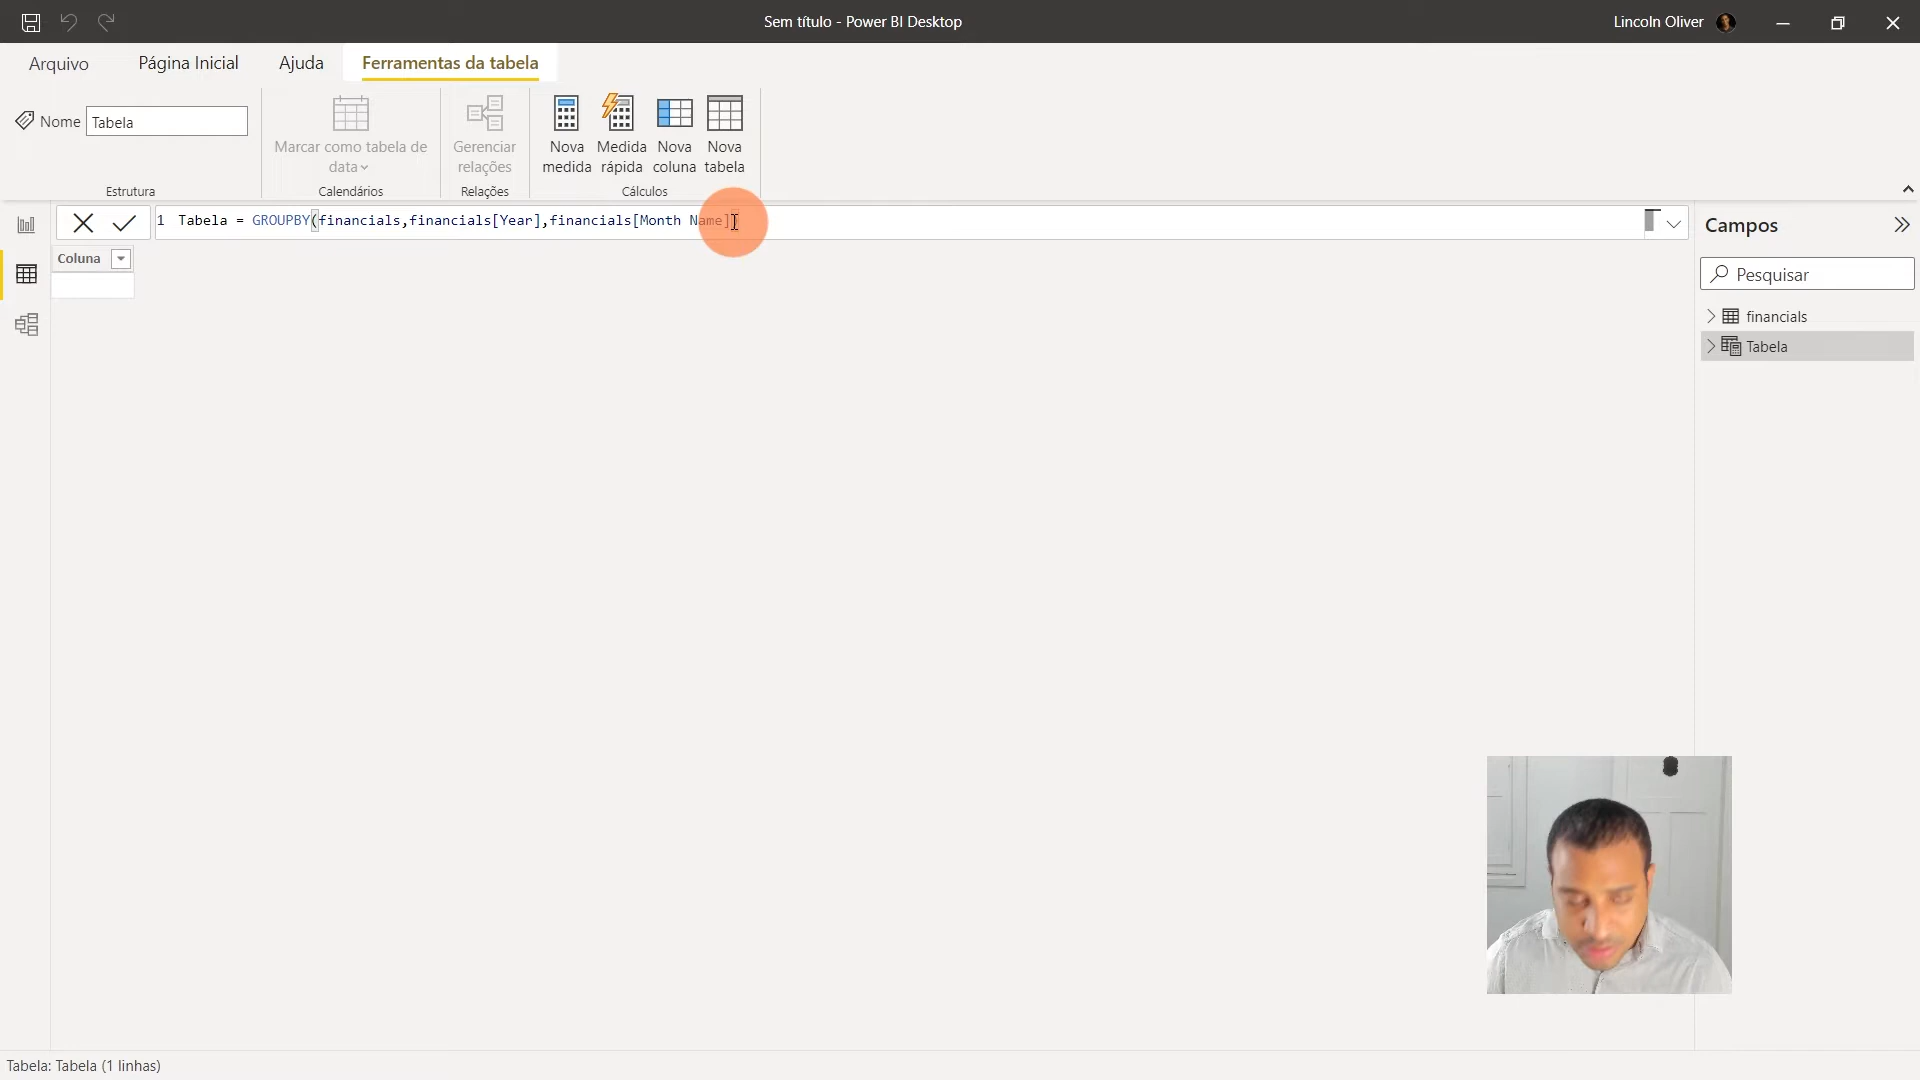 Sem título - Power BI Desktop
Lincoln Oliver
Arquivo
Página Inicial
Ajuda
Ferramentas da tabela
Nome
Tabela
Marcar como tabela de
data
Gerenciar
relações
Nova
medida
Medida
rápida
Nova
coluna
Nova
tabela
Estrutura
Calendários
Relações
Cálculos
1 Tabela = GROUPBY(financials,financials[Year],financials[Month Name])
Coluna
Campos
Pesquisar
financials
Tabela
Tabela: Tabela (1 linhas)